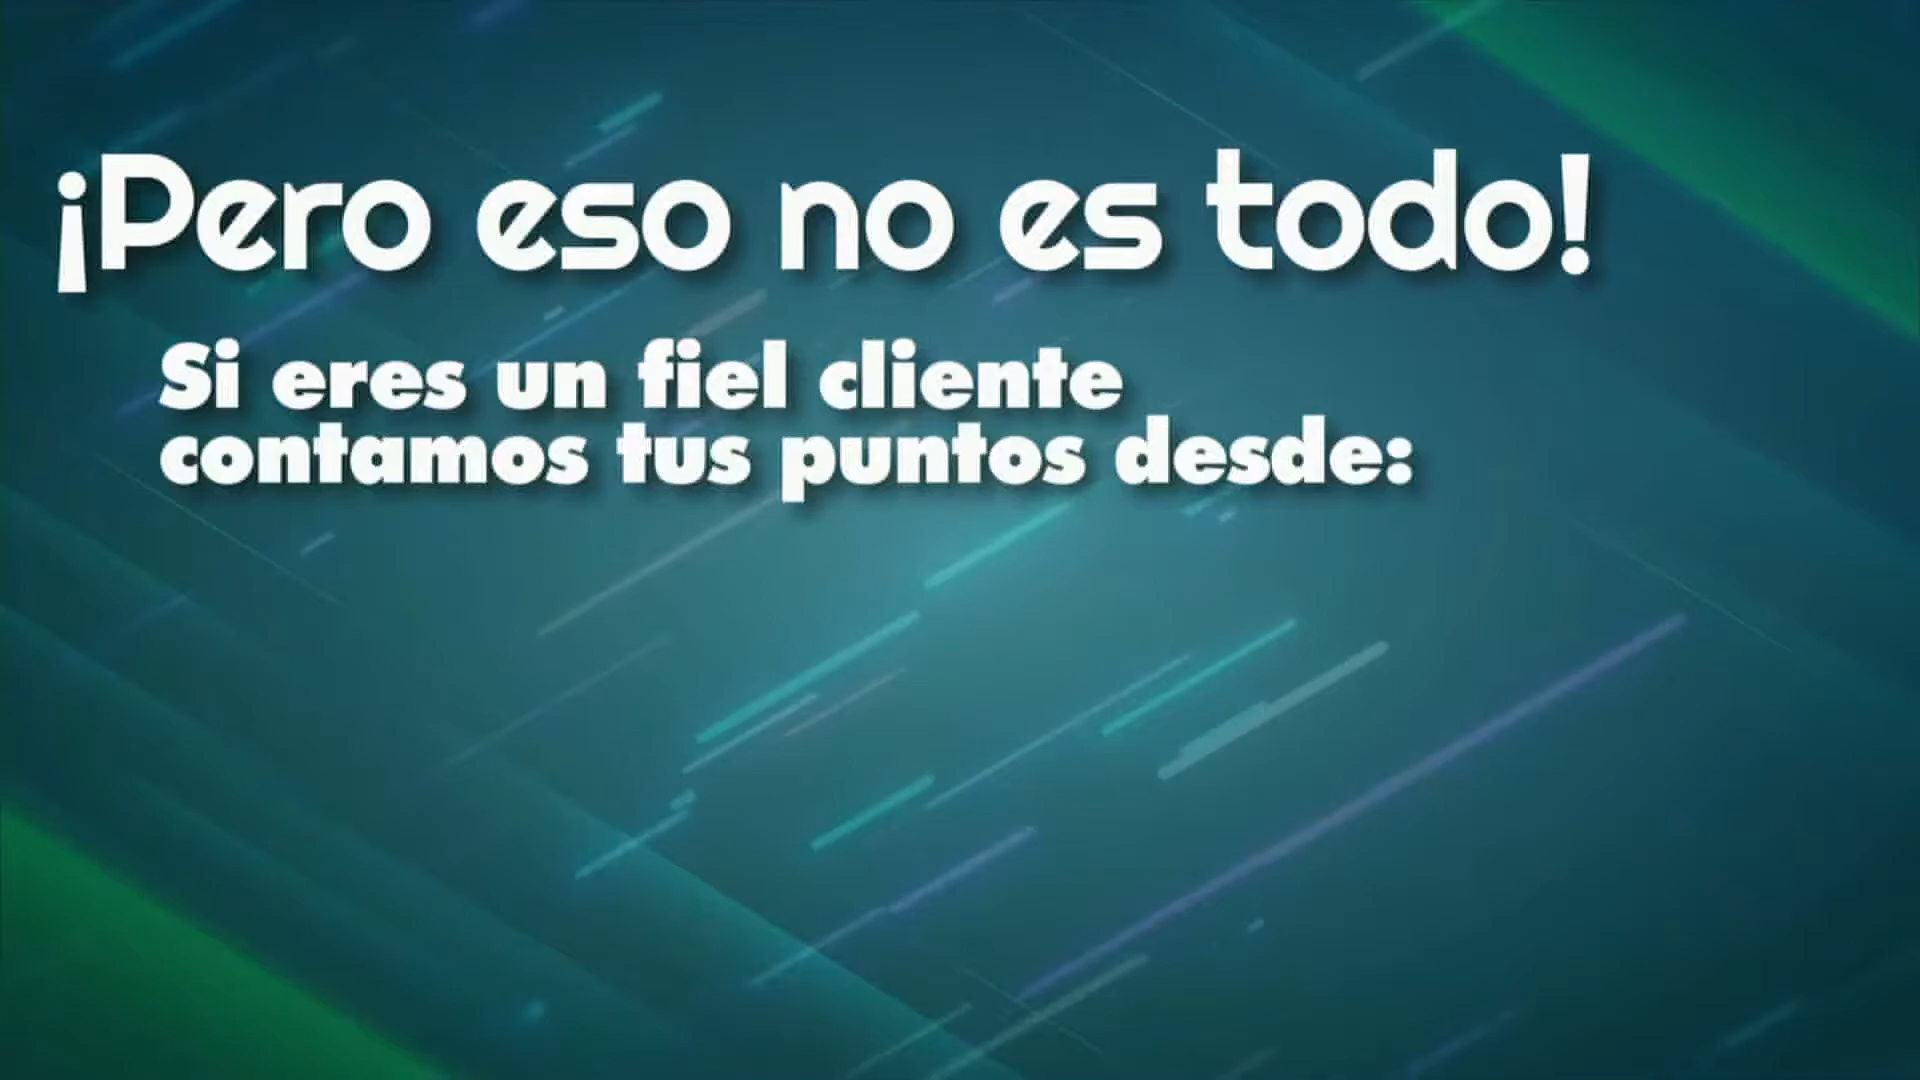 ¡Pero eso no es todo!
Si eres un fiel cliente
contamos tus puntos desde: